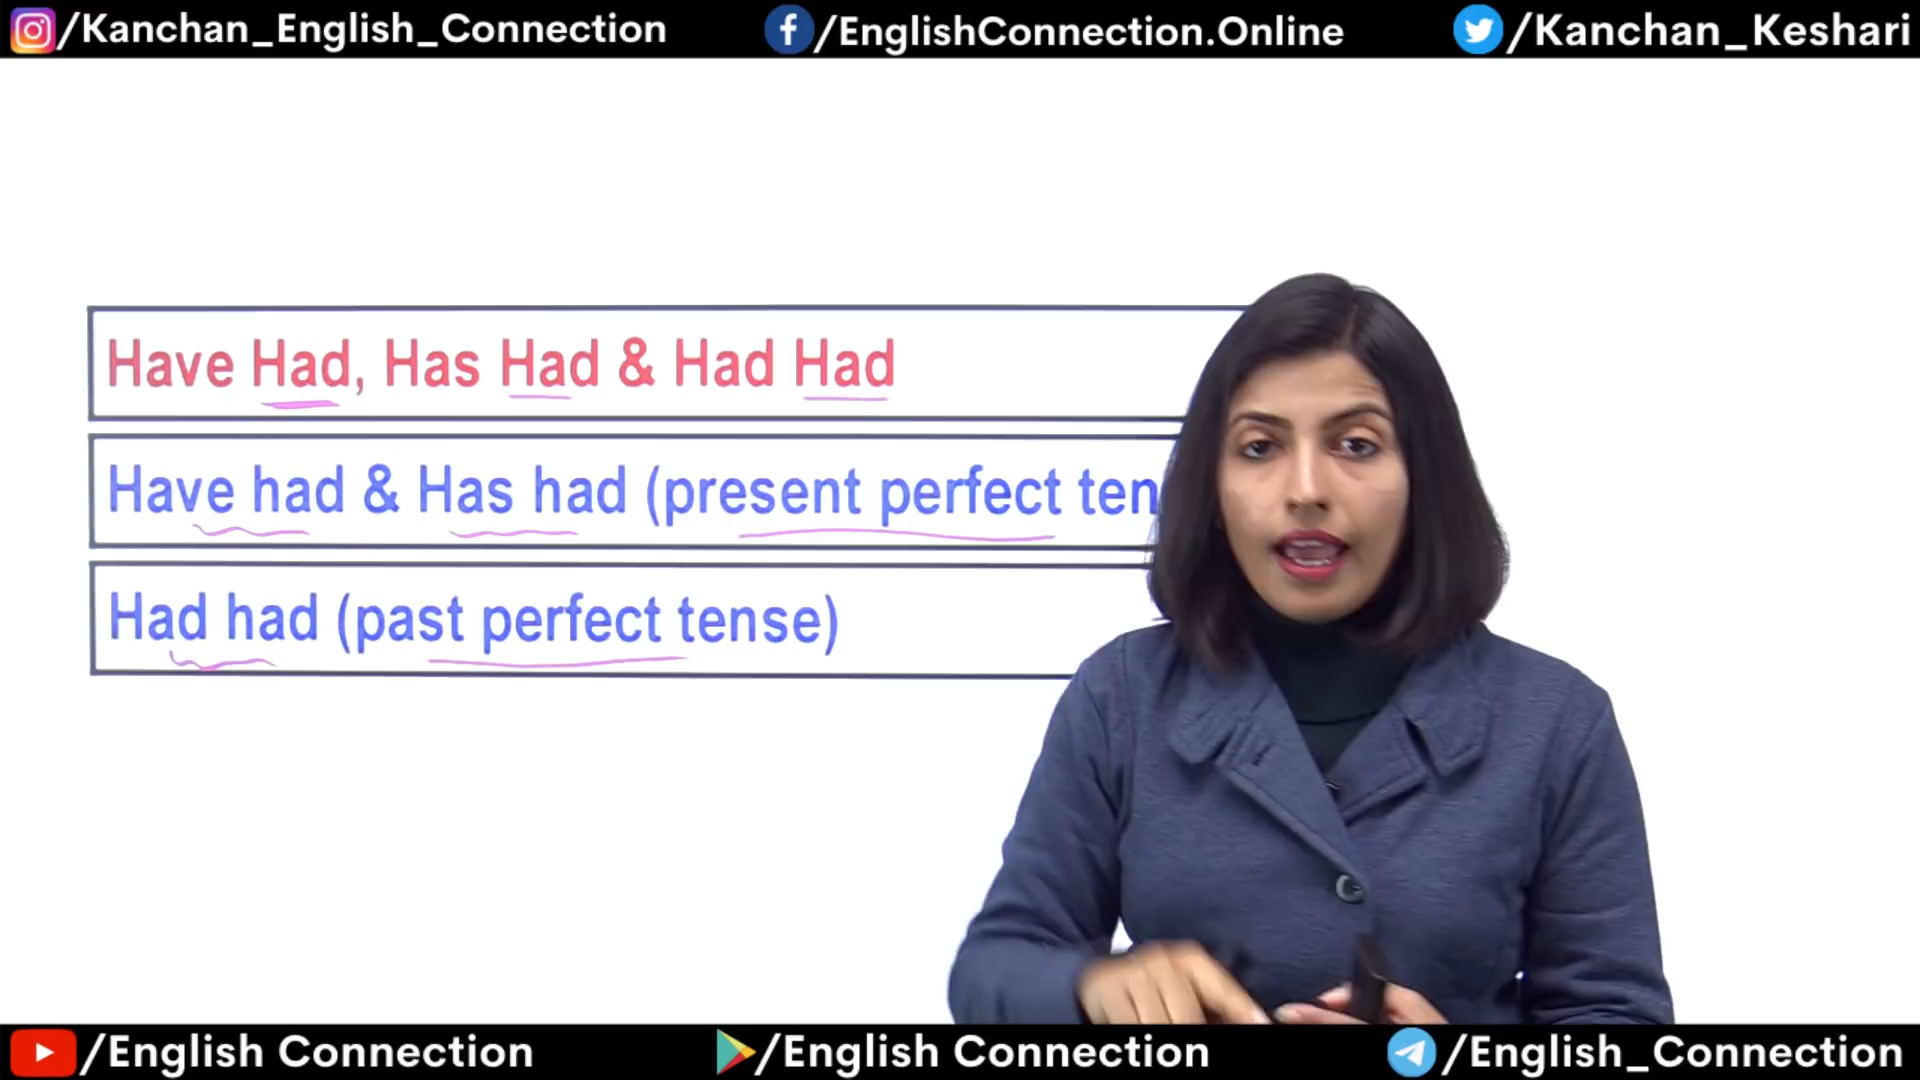 /Kanchan_English_Connection /EnglishConnection.Online /Kanchan_Keshari
Have Had, Has Had & Had Had
Have had & Has had (present perfect ten
Had had (past perfect tense)
/English Connection /English Connection /English_Connection